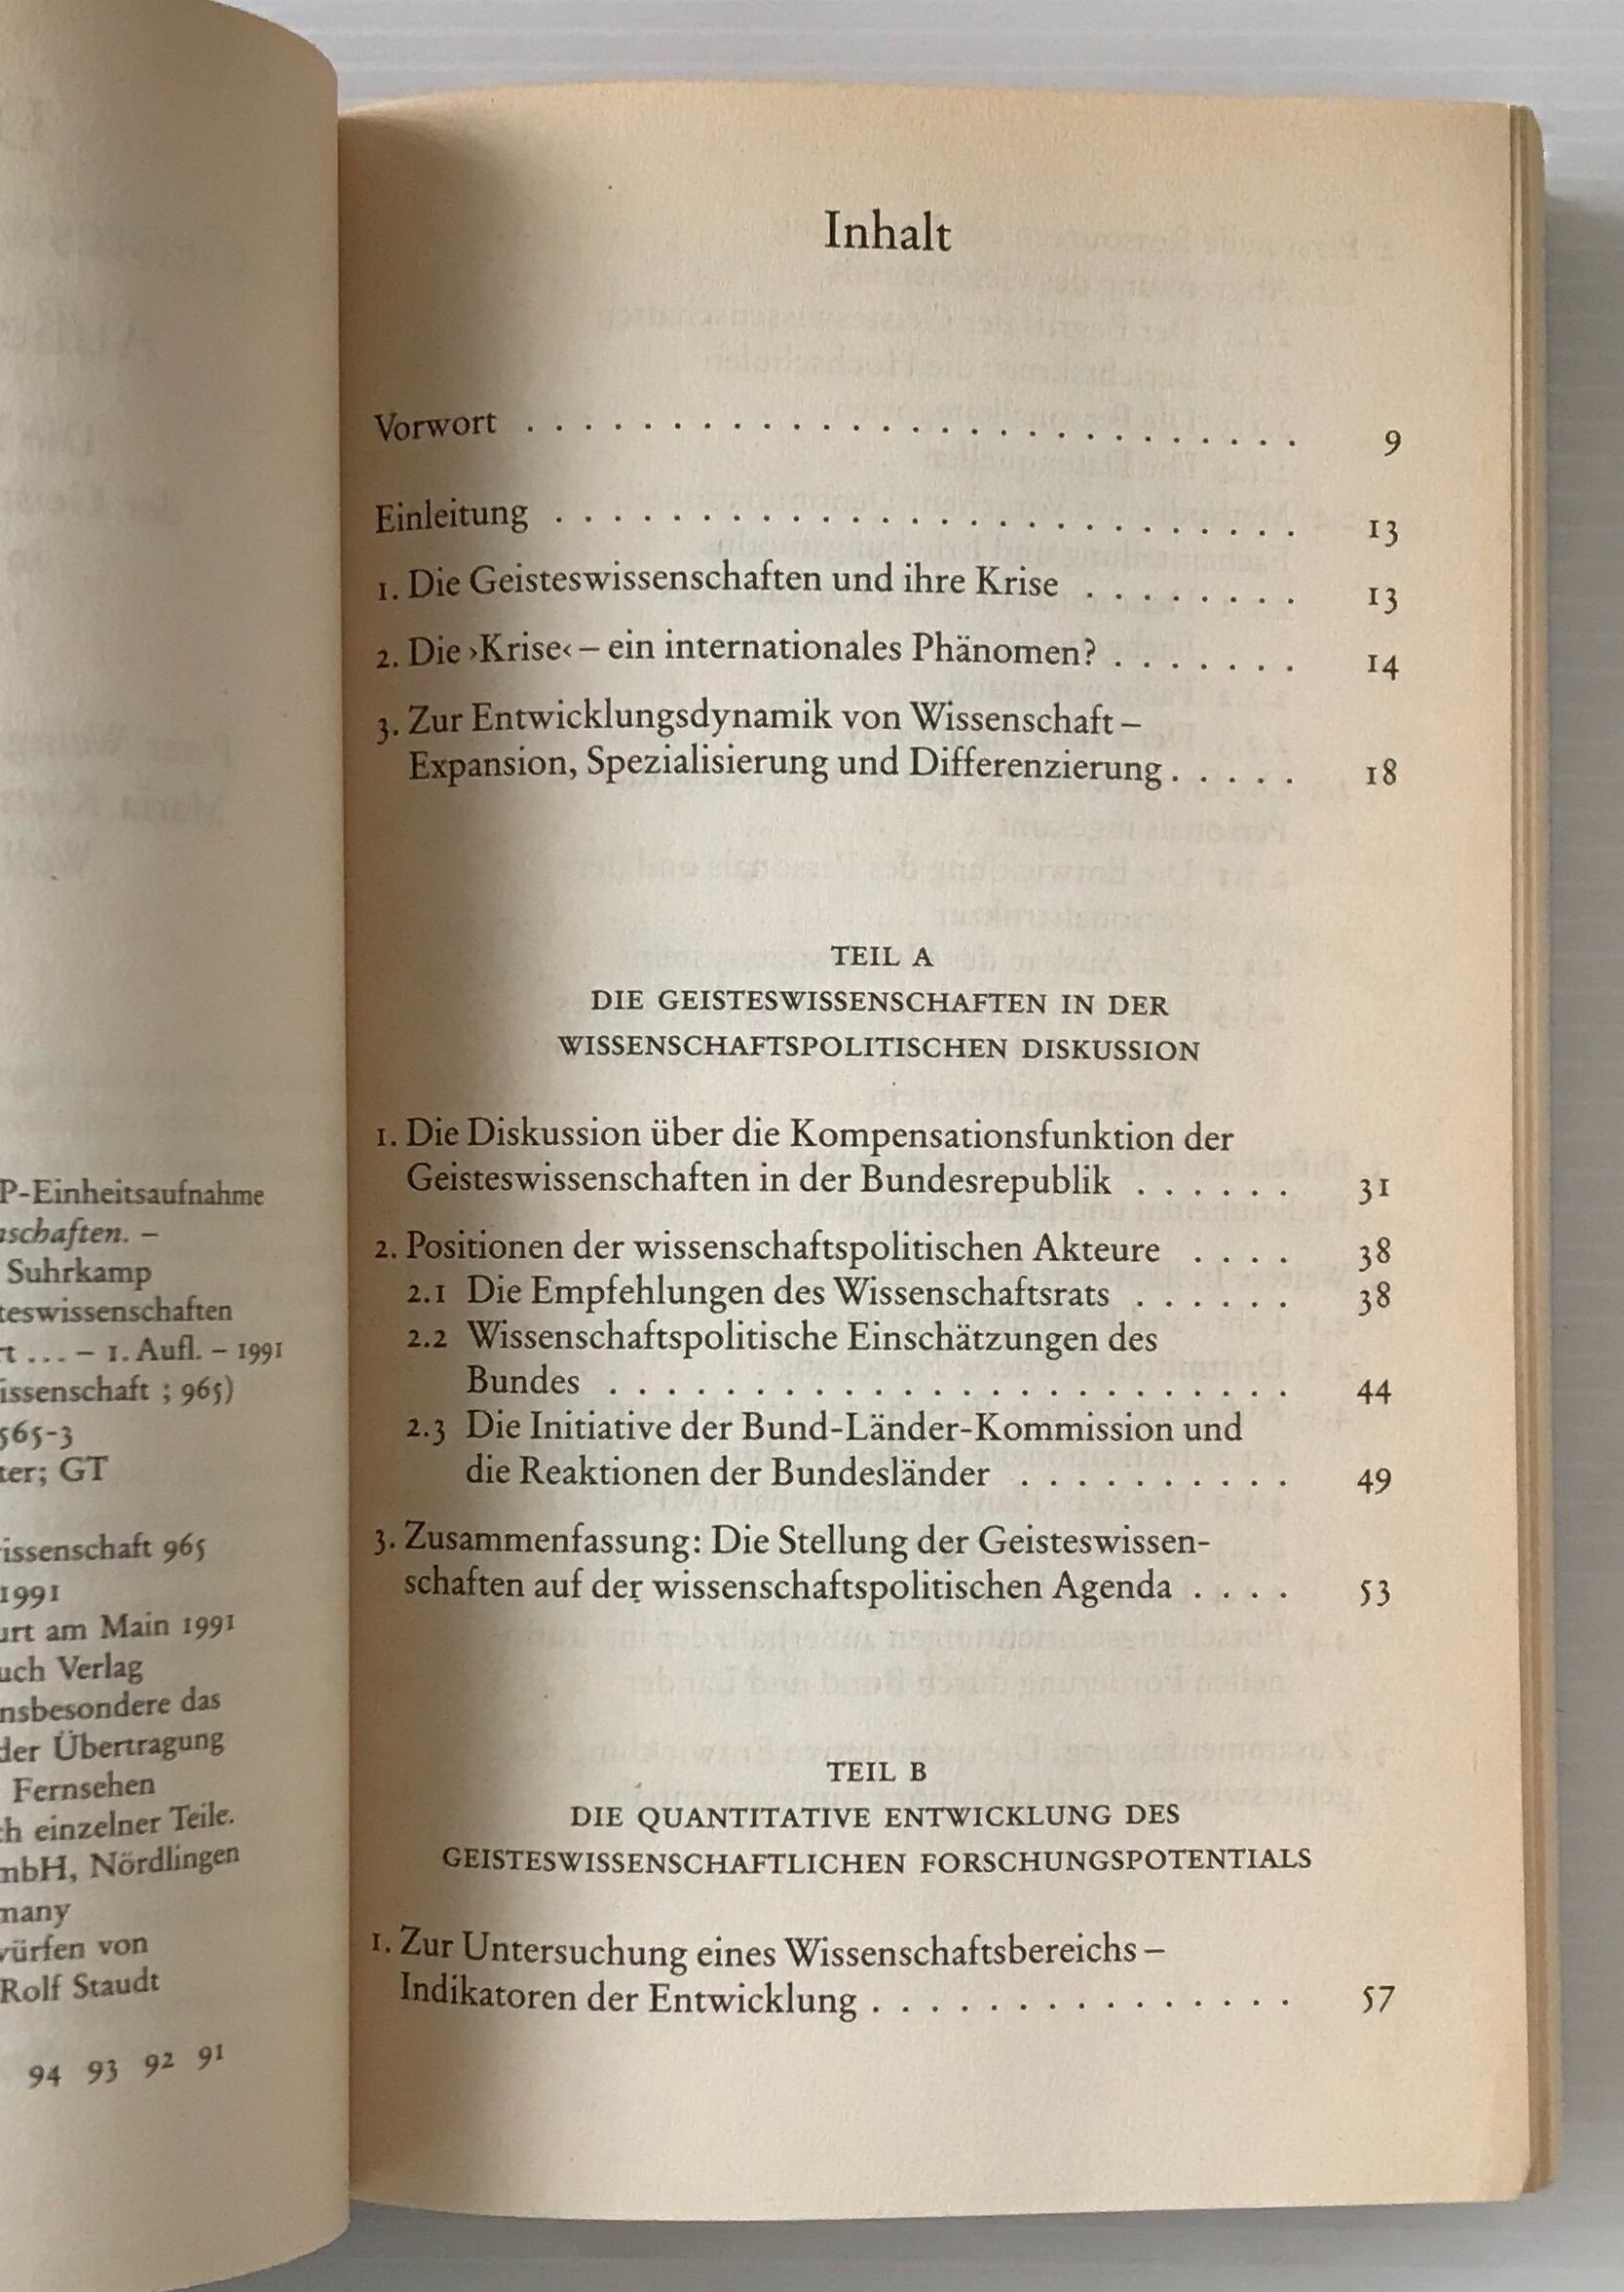 P-Einheitsaufnahme
nschaften. –
Suhrkamp
teswissenschaften
rt ... – 1. Aufl. – 1991
issenschaft ; 965)
565-3
ter; GT
issenschaft 965
1991
urt am Main 1991
uch Verlag
nsbesondere das
der Übertragung
Fernsehen
ch einzelner Teile.
mbH, Nördlingen
many
würfen von
Rolf Staudt
94 93 92 91
Inhalt
Vorwort . . . . . . . . . . . . . . . . . . . . . . . . . . 9
Einleitung . . . . . . . . . . . . . . . . . . . . . . . . . . 13
1. Die Geisteswissenschaften und ihre Krise . . . . . . . . 13
2. Die ›Krise‹ – ein internationales Phänomen? . . . . . . . 14
3. Zur Entwicklungsdynamik von Wissenschaft –
Expansion, Spezialisierung und Differenzierung . . . . . 18
TEIL A
DIE GEISTESWISSENSCHAFTEN IN DER
WISSENSCHAFTSPOLITISCHEN DISKUSSION
1. Die Diskussion über die Kompensationsfunktion der
Geisteswissenschaften in der Bundesrepublik . . . . . . 31
2. Positionen der wissenschaftspolitischen Akteure . . . . 38
2.1 Die Empfehlungen des Wissenschaftsrats . . . . . . 38
2.2 Wissenschaftspolitische Einschätzungen des
Bundes . . . . . . . . . . . . . . . . . . . . . . . . 44
2.3 Die Initiative der Bund-Länder-Kommission und
die Reaktionen der Bundesländer . . . . . . . . . . 49
3. Zusammenfassung: Die Stellung der Geisteswissen-
schaften auf der wissenschaftspolitischen Agenda . . . . 53
TEIL B
DIE QUANTITATIVE ENTWICKLUNG DES
GEISTESWISSENSCHAFTLICHEN FORSCHUNGSPOTENTIALS
1. Zur Untersuchung eines Wissenschaftsbereichs –
Indikatoren der Entwicklung . . . . . . . . . . . . . . . 57